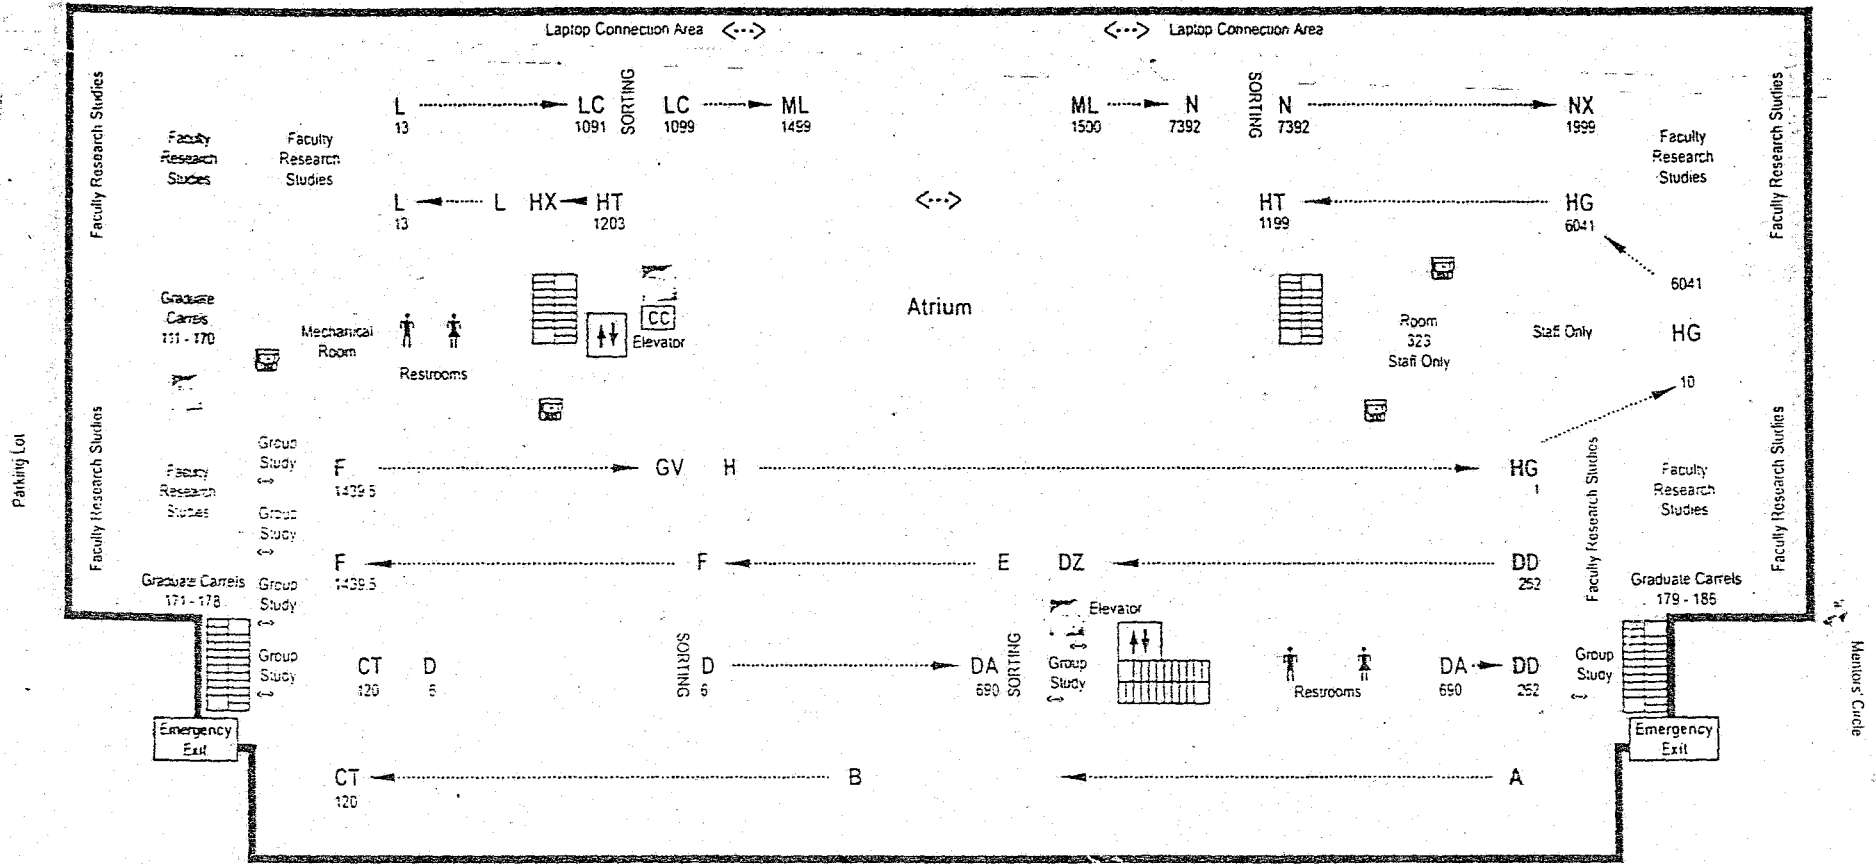 Laptop Connection Area <···> <···> Laptop Connection Area
Faculty Research Studies
Faculty Research Studies
L LC SORTING LC ML ML N SORTING N NX
13 1091 1099 1499 1500 7392 7392 1999
Faculty Research Studies
Faculty Research Studies
Faculty Research Studies
L L HX HT <···> HT HG
13 1203 1199 6041
6041
Graduate Carrels
111 - 170
Mechanical Room
Restrooms
CC
Elevator
Atrium
Room
323
Staff Only
Staff Only
HG
10
Parking Lot
Faculty Research Studies
Faculty Research Studies
Group Study
F GV H HG
1439.5 1
Faculty Research Studies
Faculty Research Studies
Faculty Research Studies
Group Study
F F E DZ DD
1439.5 252
Graduate Carrels
171 - 178
Group Study
Elevator
Graduate Carrels
179 - 185
Group Study
CT D SORTING D DA SORTING
120 6 6 690
Group Study
Restrooms
DA DD
690 252
Group Study
Mentors' Circle
Emergency Exit
Emergency Exit
CT B A
120